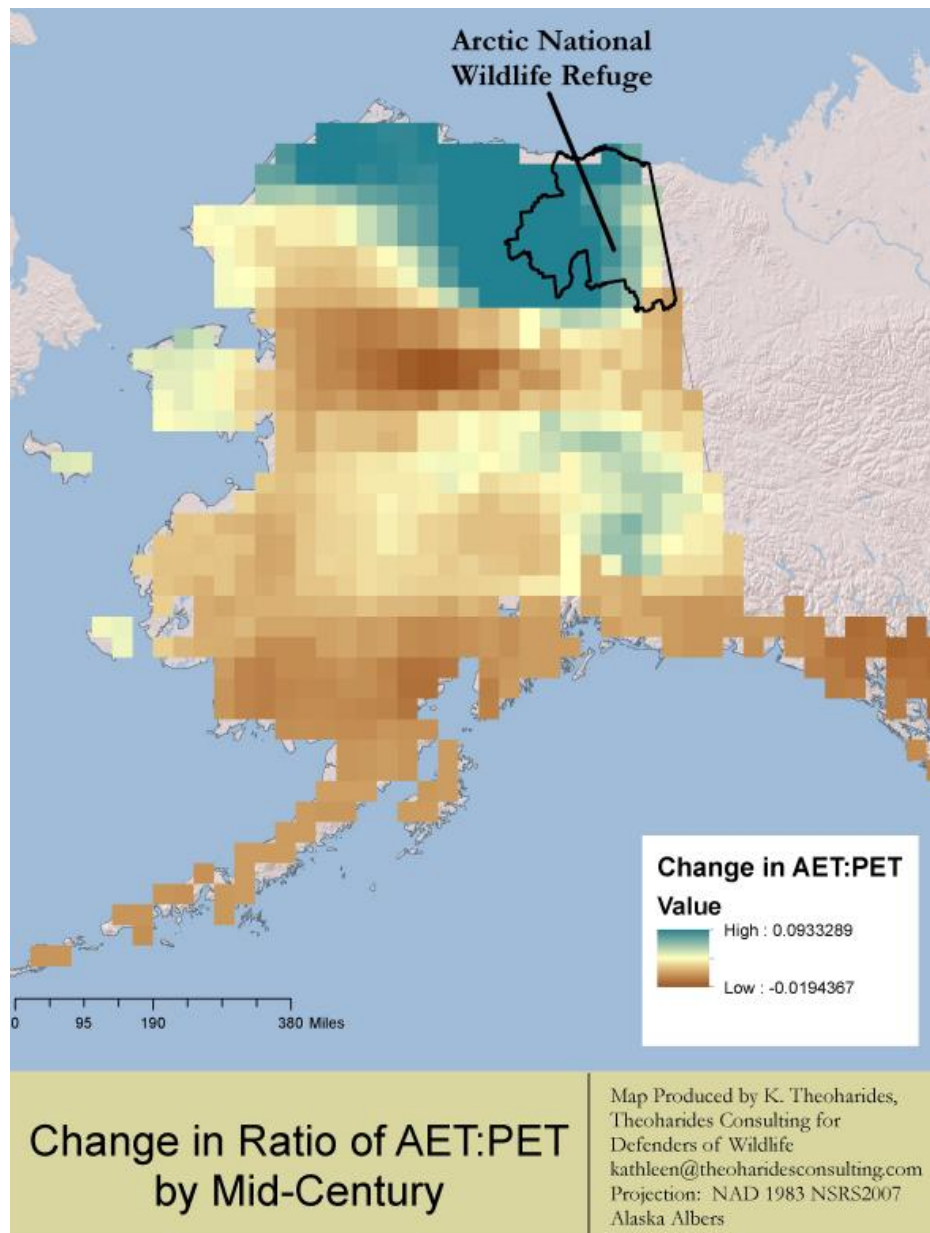 Arctic National
Wildlife Refuge
Change in AET:PET
Value
High : 0.0933289
Low : -0.0194367
0 95 190 380 Miles
Change in Ratio of AET:PET
by Mid-Century
Map Produced by K. Theoharides,
Theoharides Consulting for
Defenders of Wildlife
kathleen@theoharidesconsulting.com
Projection: NAD 1983 NSRS2007
Alaska Albers